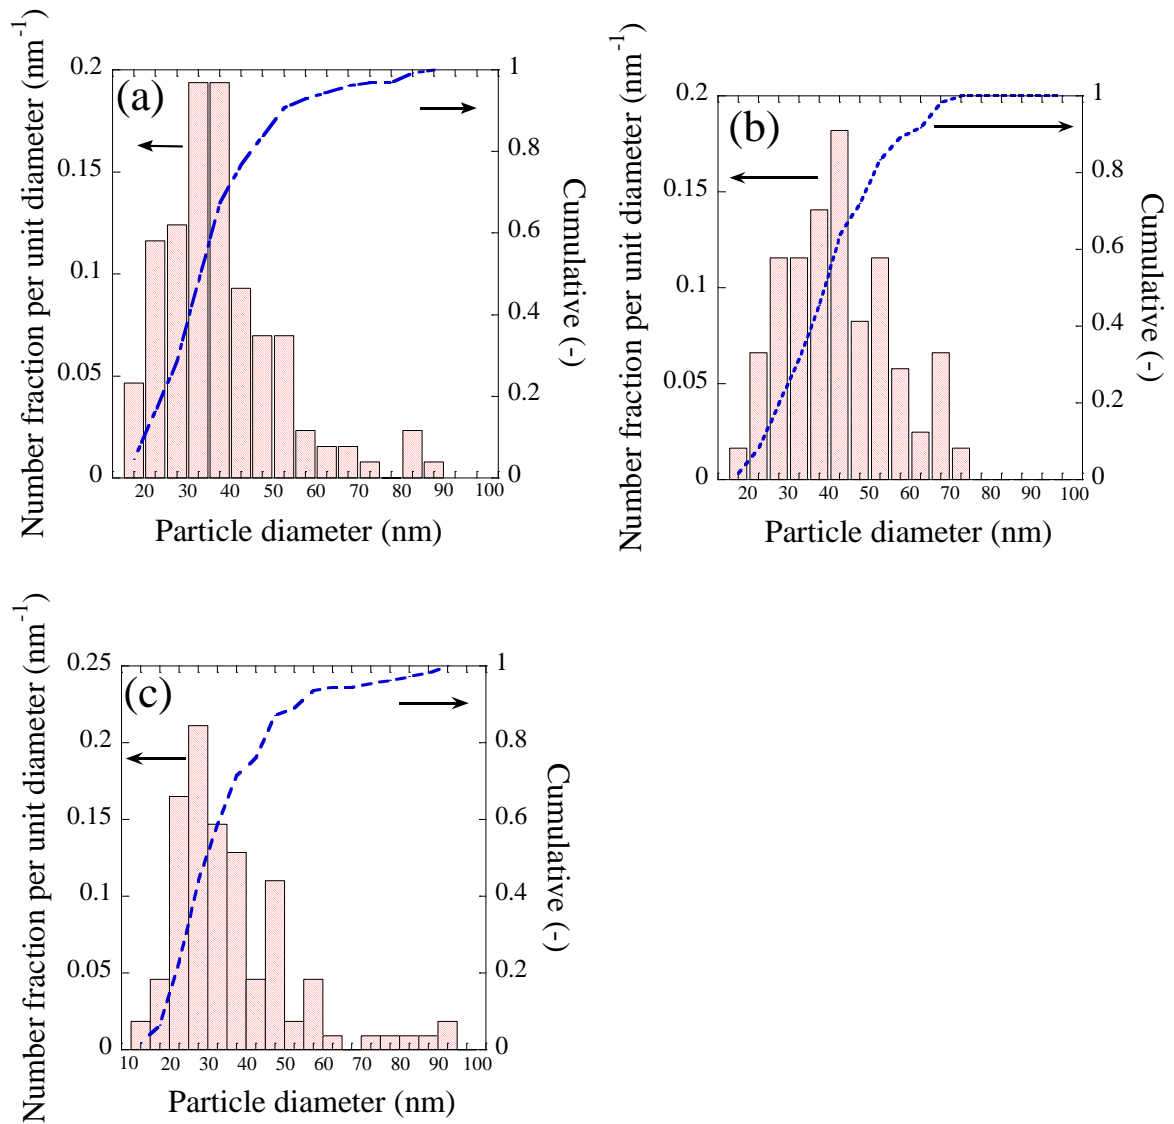 (a)
Number fraction per unit diameter (nm⁻¹)
0.2
0.15
0.1
0.05
0
1
0.8
0.6
0.4
0.2
0
Cumulative (-)
20 30 40 50 60 70 80 90 100
Particle diameter (nm)
(b)
Number fraction per unit diameter (nm⁻¹)
0.2
0.15
0.1
0.05
0
1
0.8
0.6
0.4
0.2
0
Cumulative (-)
20 30 40 50 60 70 80 90 100
Particle diameter (nm)
(c)
Number fraction per unit diameter (nm⁻¹)
0.25
0.2
0.15
0.1
0.05
0
1
0.8
0.6
0.4
0.2
0
Cumulative (-)
10 20 30 40 50 60 70 80 90 100
Particle diameter (nm)